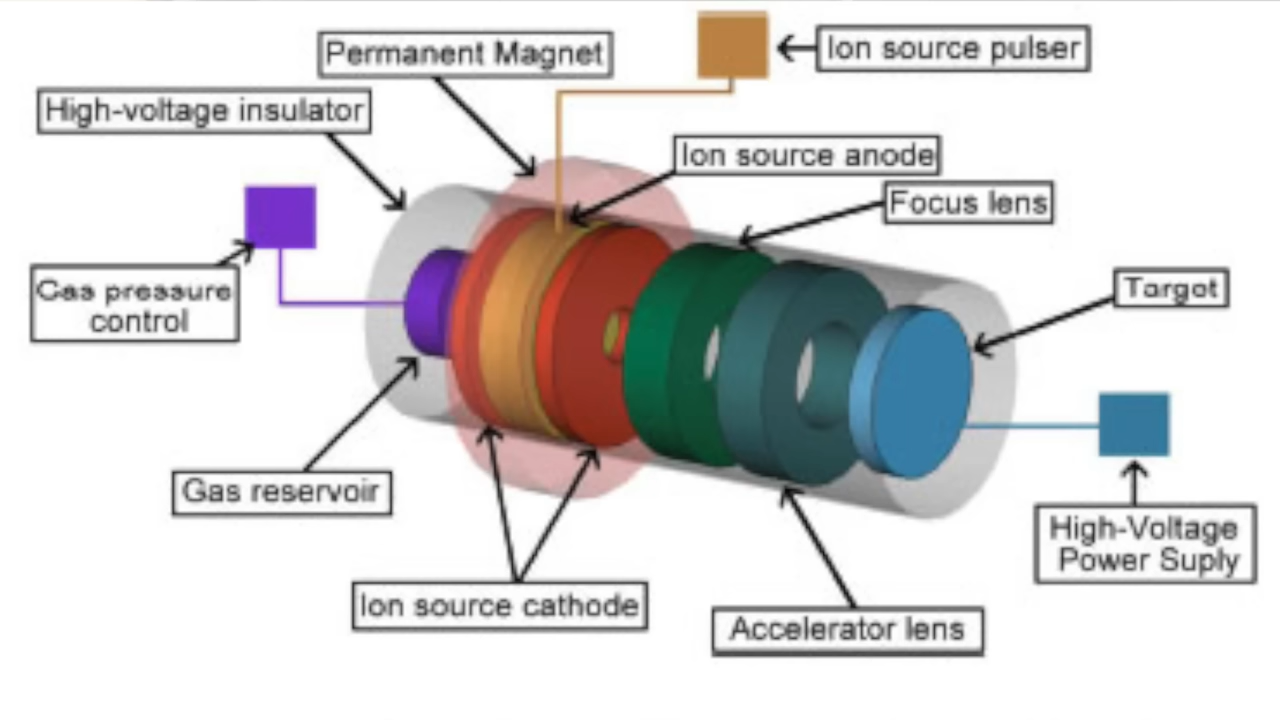 Permanent Magnet
Ion source pulser
High-voltage insulator
Ion source anode
Focus lens
Gas pressure
control
Target
Gas reservoir
High-Voltage
Power Suply
Ion source cathode
Accelerator lens